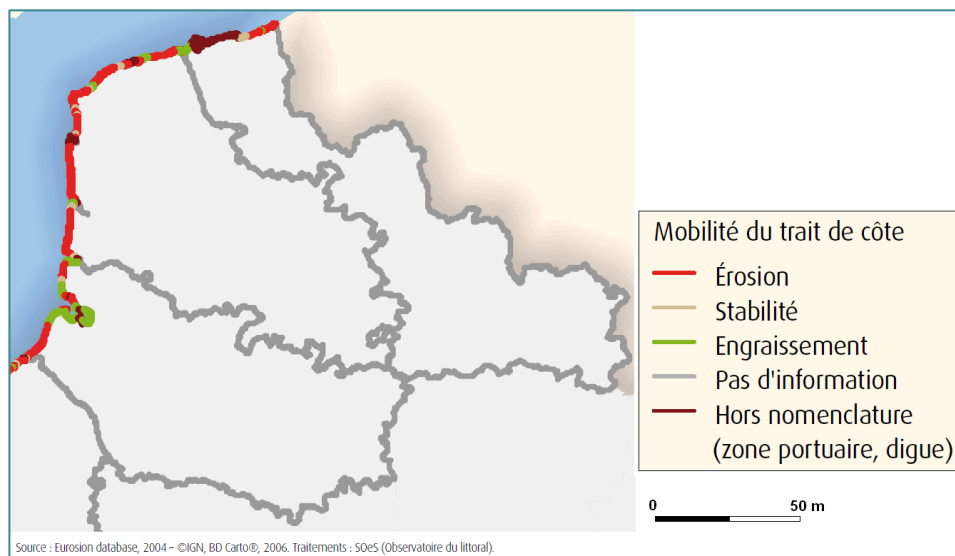 Mobilité du trait de côte
Érosion
Stabilité
Engraissement
Pas d'information
Hors nomenclature
(zone portuaire, digue)
0 50 m
Source : Eurosion database, 2004 – ©IGN, BD Carto®, 2006. Traitements : SOeS (Observatoire du littoral).